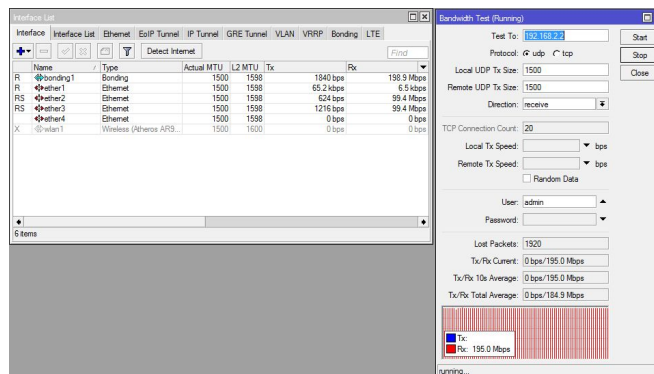 Interface List
Interface Interface List Ethernet EoIP Tunnel IP Tunnel GRE Tunnel VLAN VRRP Bonding LTE
Detect Internet Find
Name / Type Actual MTU L2 MTU Tx Rx
R bonding1 Bonding 1500 1598 1840 bps 198.9 Mbps
R ether1 Ethernet 1500 1598 65.2 kbps 6.5 kbps
RS ether2 Ethernet 1500 1598 624 bps 99.4 Mbps
RS ether3 Ethernet 1500 1598 1216 bps 99.4 Mbps
ether4 Ethernet 1500 1598 0 bps 0 bps
X wlan1 Wireless (Atheros AR9... 1500 1600 0 bps 0 bps
6 items
Bandwidth Test (Running)
Test To: 192.168.2.2 Start
Protocol: udp tcp Stop
Local UDP Tx Size: 1500 Close
Remote UDP Tx Size: 1500
Direction: receive
TCP Connection Count: 20
Local Tx Speed: bps
Remote Tx Speed: bps
Random Data
User: admin
Password:
Lost Packets: 1920
Tx/Rx Current: 0 bps/195.0 Mbps
Tx/Rx 10s Average: 0 bps/195.0 Mbps
Tx/Rx Total Average: 0 bps/184.9 Mbps
Tx:
Rx: 195.0 Mbps
running...